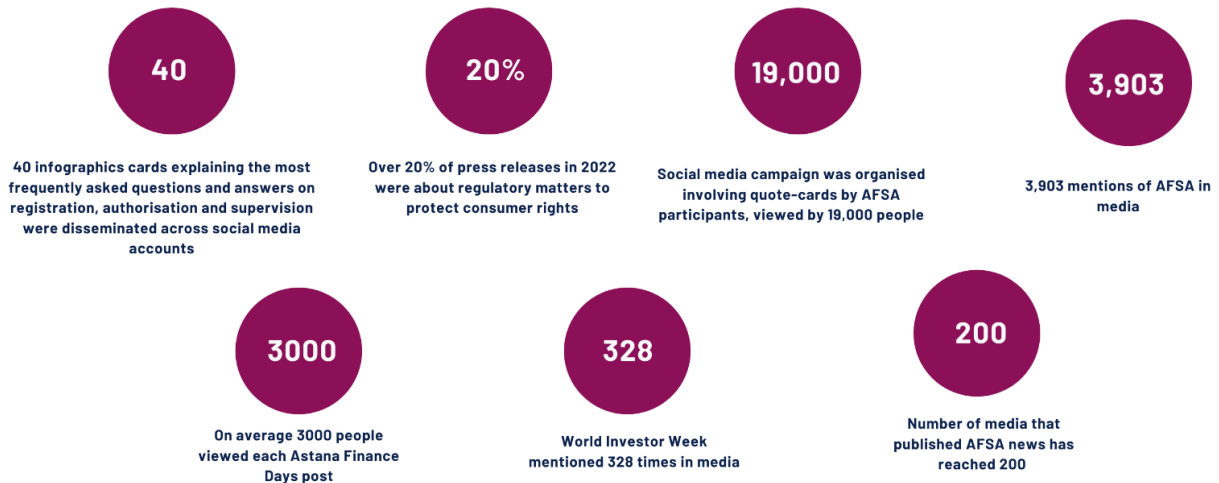 40
40 infographics cards explaining the most
frequently asked questions and answers on
registration, authorisation and supervision
were disseminated across social media
accounts
20%
Over 20% of press releases in 2022
were about regulatory matters to
protect consumer rights
19,000
Social media campaign was organised
involving quote-cards by AFSA
participants, viewed by 19,000 people
3,903
3,903 mentions of AFSA in
media
3000
On average 3000 people
viewed each Astana Finance
Days post
328
World Investor Week
mentioned 328 times in media
200
Number of media that
published AFSA news has
reached 200